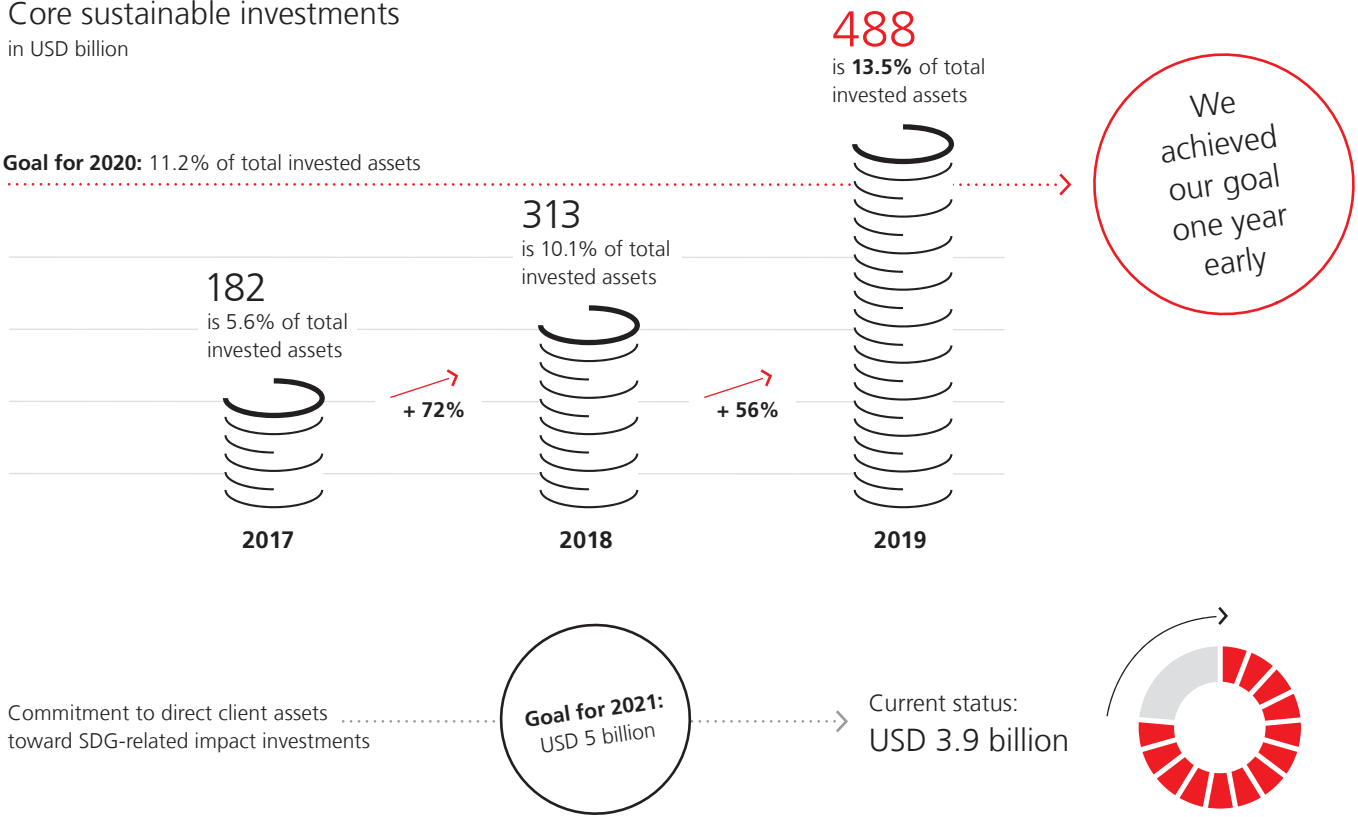 Core sustainable investments
in USD billion
488
is 13.5% of total
invested assets
We
achieved
our goal
one year
early
Goal for 2020: 11.2% of total invested assets
313
is 10.1% of total
invested assets
182
is 5.6% of total
invested assets
+ 72%
+ 56%
2017
2018
2019
Commitment to direct client assets
toward SDG-related impact investments
Goal for 2021:
USD 5 billion
Current status:
USD 3.9 billion